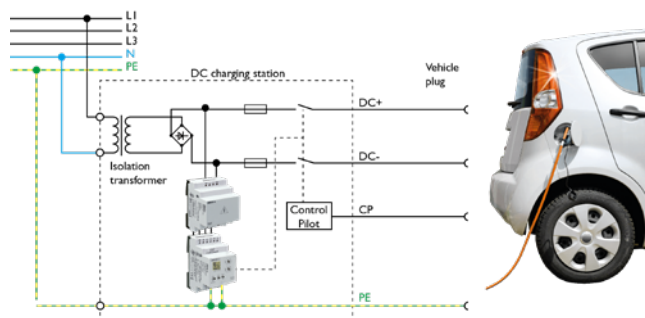 L1
L2
L3
N
PE
DC charging station
Vehicle
plug
DC+
DC-
Isolation
transformer
Control
Pilot
CP
PE